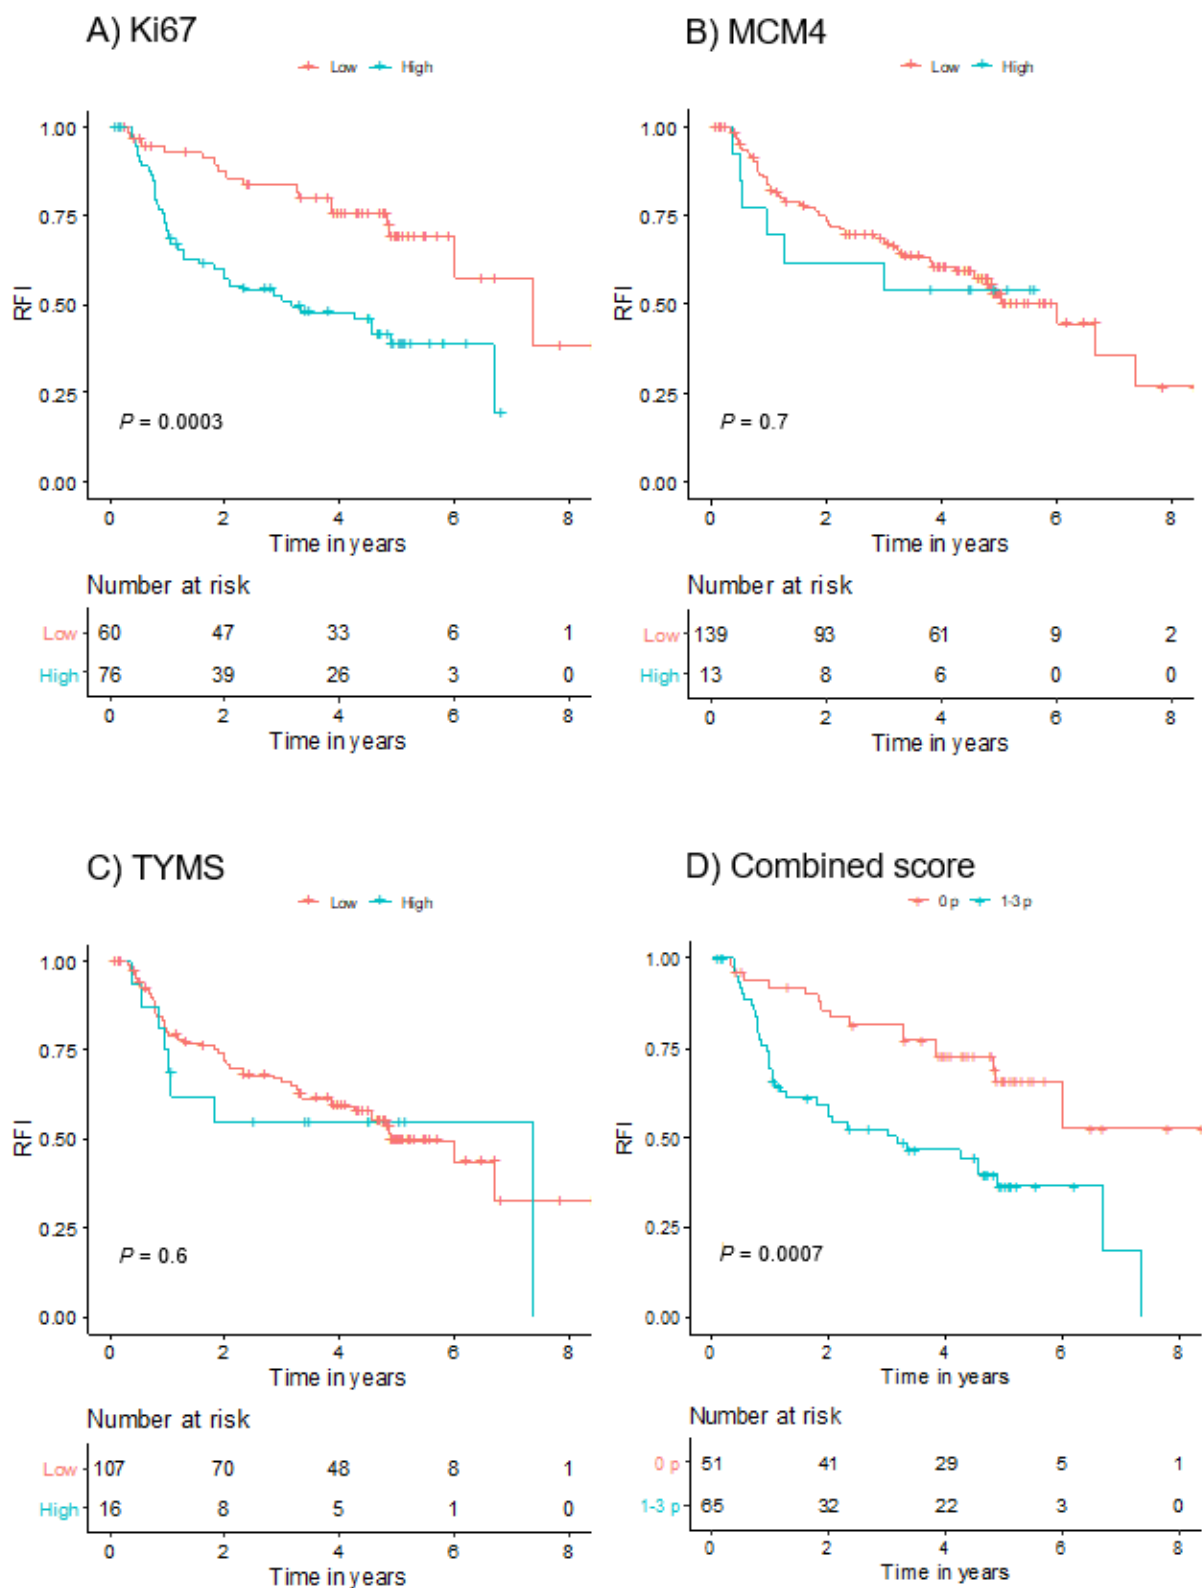 A) Ki67
Low High
1.00
0.75
0.50
0.25
0.00
RFI
P = 0.0003
0 2 4 6 8
Time in years
Number at risk
Low 60 47 33 6 1
High 76 39 26 3 0
0 2 4 6 8
Time in years
B) MCM4
Low High
1.00
0.75
0.50
0.25
0.00
RFI
P = 0.7
0 2 4 6 8
Time in years
Number at risk
Low 139 93 61 9 2
High 13 8 6 0 0
0 2 4 6 8
Time in years
C) TYMS
Low High
1.00
0.75
0.50
0.25
0.00
RFI
P = 0.6
0 2 4 6 8
Time in years
Number at risk
Low 107 70 48 8 1
High 16 8 5 1 0
0 2 4 6 8
Time in years
D) Combined score
0 p 1-3 p
1.00
0.75
0.50
0.25
0.00
RFI
P = 0.0007
0 2 4 6 8
Time in years
Number at risk
0 p 51 41 29 5 1
1-3 p 65 32 22 3 0
0 2 4 6 8
Time in years